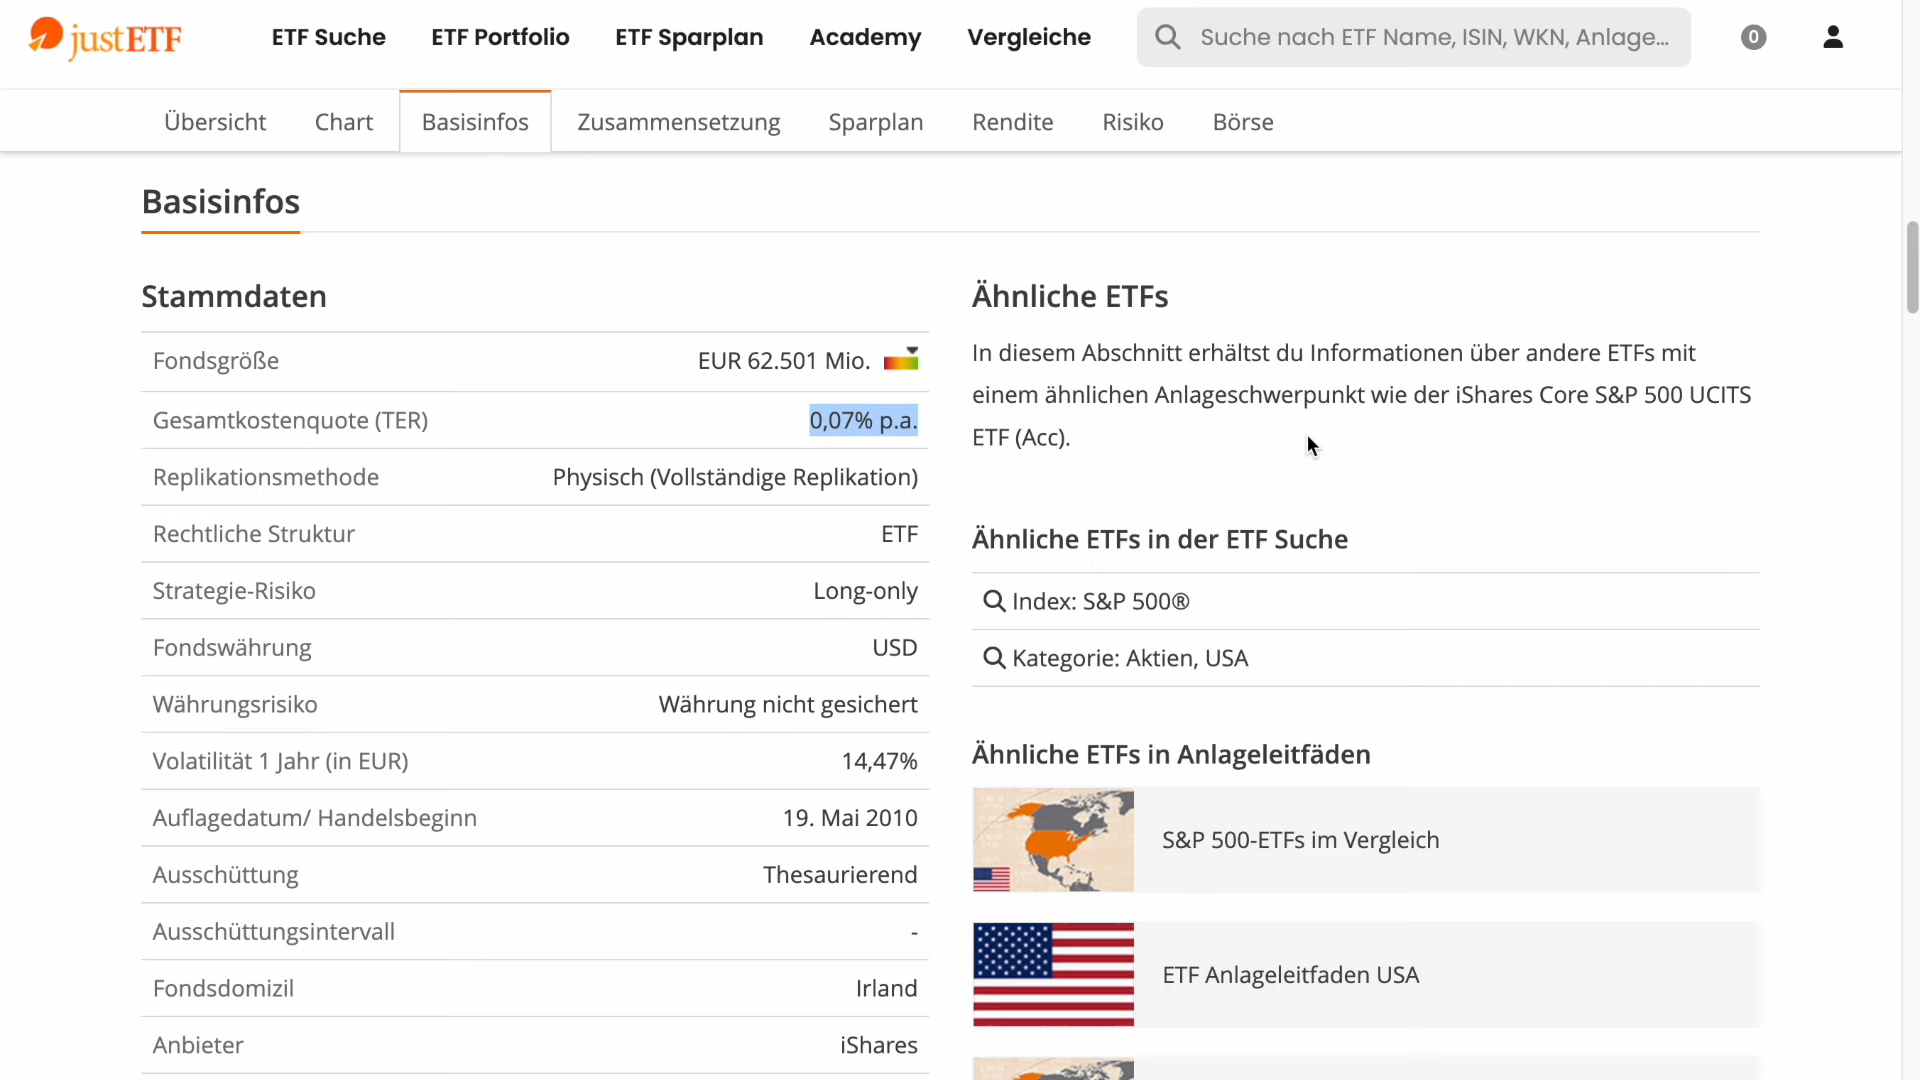 justETF
ETF Suche
ETF Portfolio
ETF Sparplan
Academy
Vergleiche
Suche nach ETF Name, ISIN, WKN, Anlage...
0
Übersicht
Chart
Basisinfos
Zusammensetzung
Sparplan
Rendite
Risiko
Börse
Basisinfos
Stammdaten
Fondsgröße EUR 62.501 Mio.
Gesamtkostenquote (TER) 0,07% p.a.
Replikationsmethode Physisch (Vollständige Replikation)
Rechtliche Struktur ETF
Strategie-Risiko Long-only
Fondswährung USD
Währungsrisiko Währung nicht gesichert
Volatilität 1 Jahr (in EUR) 14,47%
Auflagedatum/ Handelsbeginn 19. Mai 2010
Ausschüttung Thesaurierend
Ausschüttungsintervall -
Fondsdomizil Irland
Anbieter iShares
Ähnliche ETFs
In diesem Abschnitt erhältst du Informationen über andere ETFs mit
einem ähnlichen Anlageschwerpunkt wie der iShares Core S&P 500 UCITS
ETF (Acc).
Ähnliche ETFs in der ETF Suche
Index: S&P 500®
Kategorie: Aktien, USA
Ähnliche ETFs in Anlageleitfäden
S&P 500-ETFs im Vergleich
ETF Anlageleitfaden USA